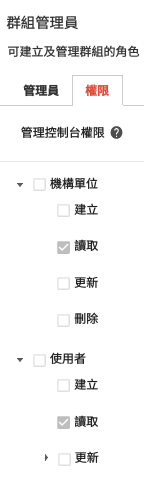 群組管理員
可建立及管理群組的角色
管理員 權限
管理控制台權限
機構單位
建立
讀取
更新
刪除
使用者
建立
讀取
更新